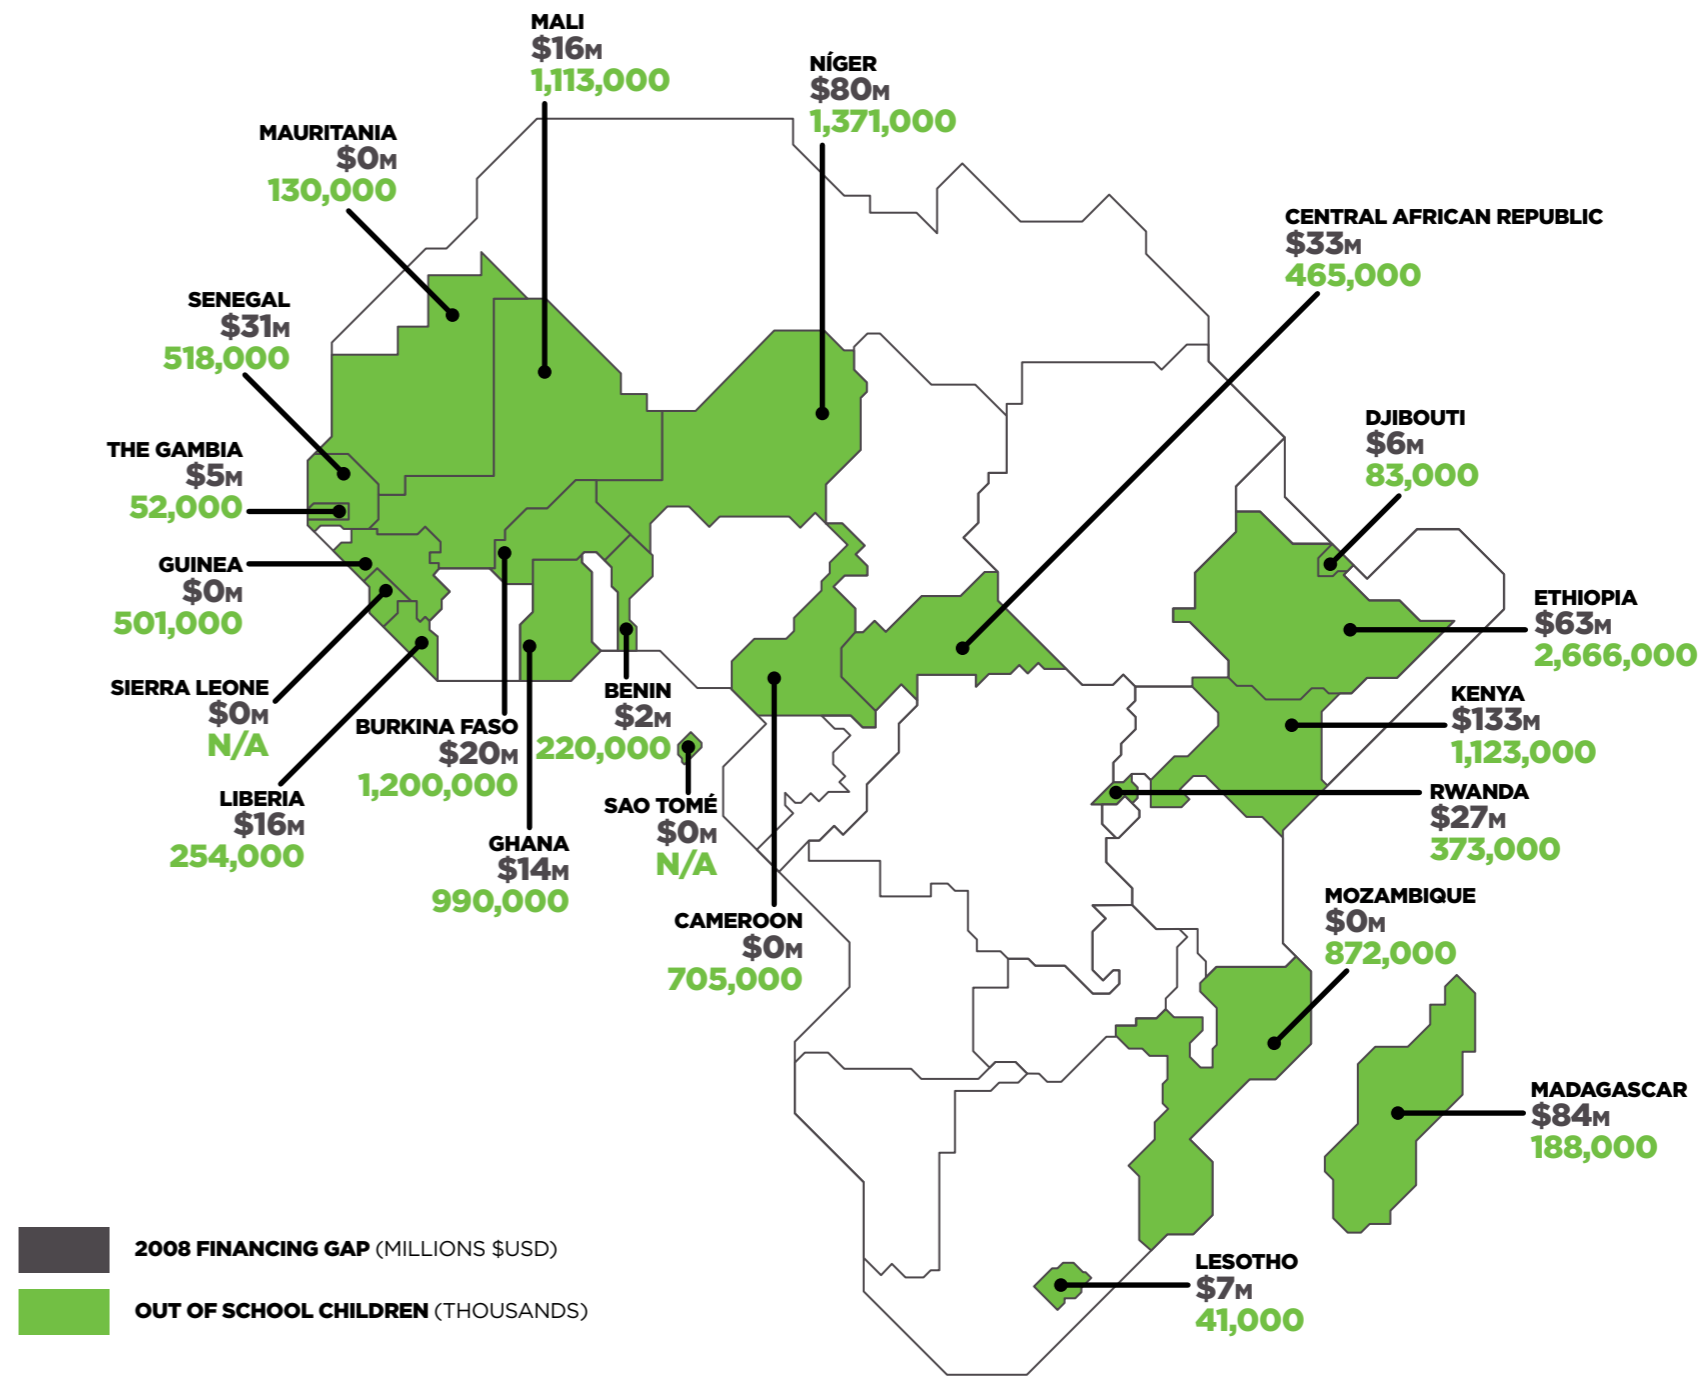 MALI
$16M
1,113,000
NÍGER
$80M
1,371,000
MAURITANIA
$0M
130,000
CENTRAL AFRICAN REPUBLIC
$33M
465,000
SENEGAL
$31M
518,000
DJIBOUTI
$6M
83,000
THE GAMBIA
$5M
52,000
GUINEA
$0M
501,000
ETHIOPIA
$63M
2,666,000
SIERRA LEONE
$0M
N/A
BURKINA FASO
$20M
1,200,000
BENIN
$2M
220,000
KENYA
$133M
1,123,000
LIBERIA
$16M
254,000
SAO TOMÉ
$0M
N/A
RWANDA
$27M
373,000
GHANA
$14M
990,000
CAMEROON
$0M
705,000
MOZAMBIQUE
$0M
872,000
MADAGASCAR
$84M
188,000
LESOTHO
$7M
41,000
2008 FINANCING GAP (MILLIONS $USD)
OUT OF SCHOOL CHILDREN (THOUSANDS)